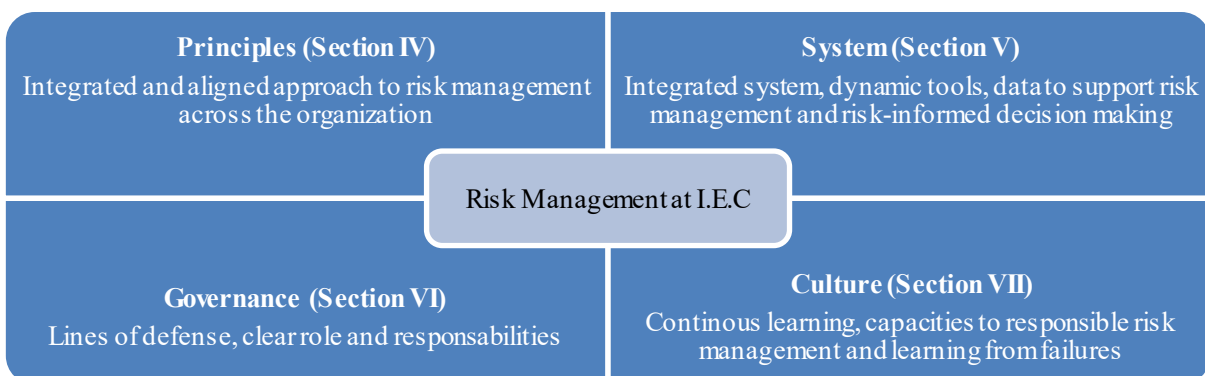 Principles (Section IV)
Integrated and aligned approach to risk management
across the organization
System (Section V)
Integrated system, dynamic tools, data to support risk
management and risk-informed decision making
Risk Management at I.E.C
Governance (Section VI)
Lines of defense, clear role and responsabilities
Culture (Section VII)
Continous learning, capacities to responsible risk
management and learning from failures